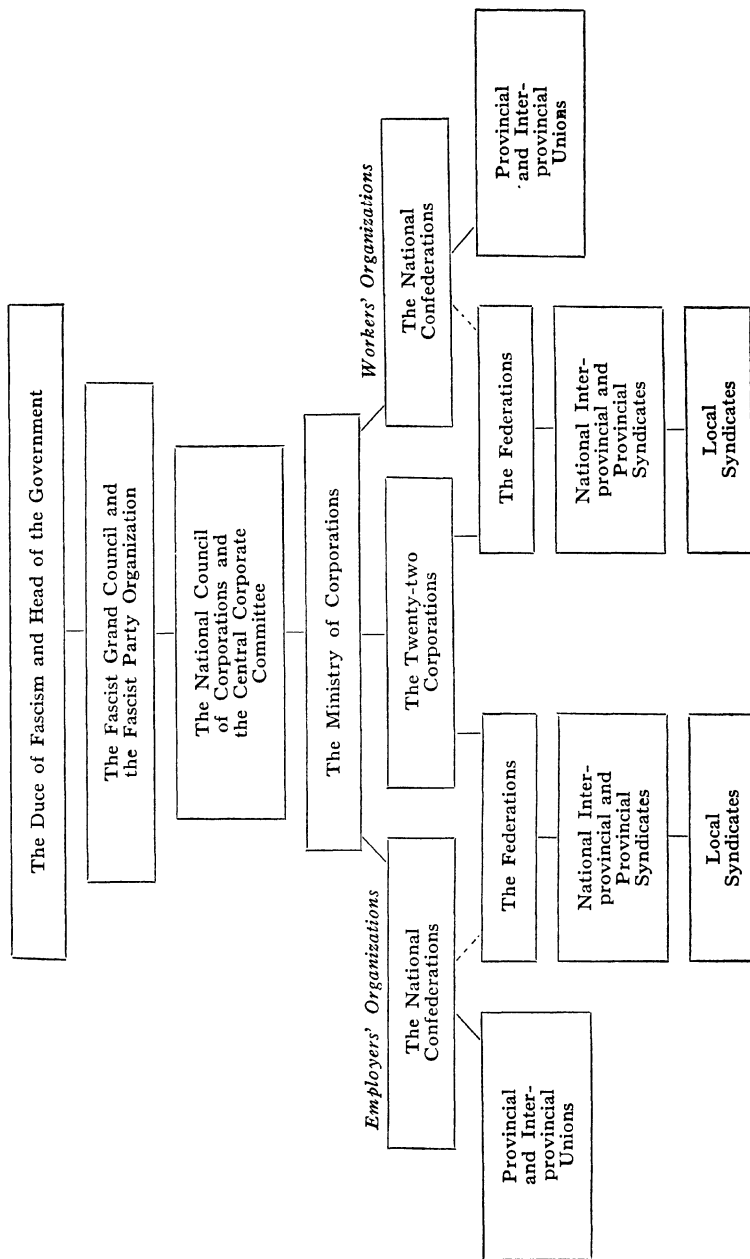 The Duce of Fascism and Head of the Government
The Fascist Grand Council and
the Fascist Party Organization
The National Council
of Corporations and
the Central Corporate
Committee
The Ministry of Corporations
Employers' Organizations
Workers' Organizations
The National
Confederations
The Twenty-two
Corporations
The National
Confederations
Provincial
and Inter-
provincial
Unions
The Federations
The Federations
Provincial
and Inter-
provincial
Unions
National Inter-
provincial and
Provincial
Syndicates
National Inter-
provincial and
Provincial
Syndicates
Local
Syndicates
Local
Syndicates